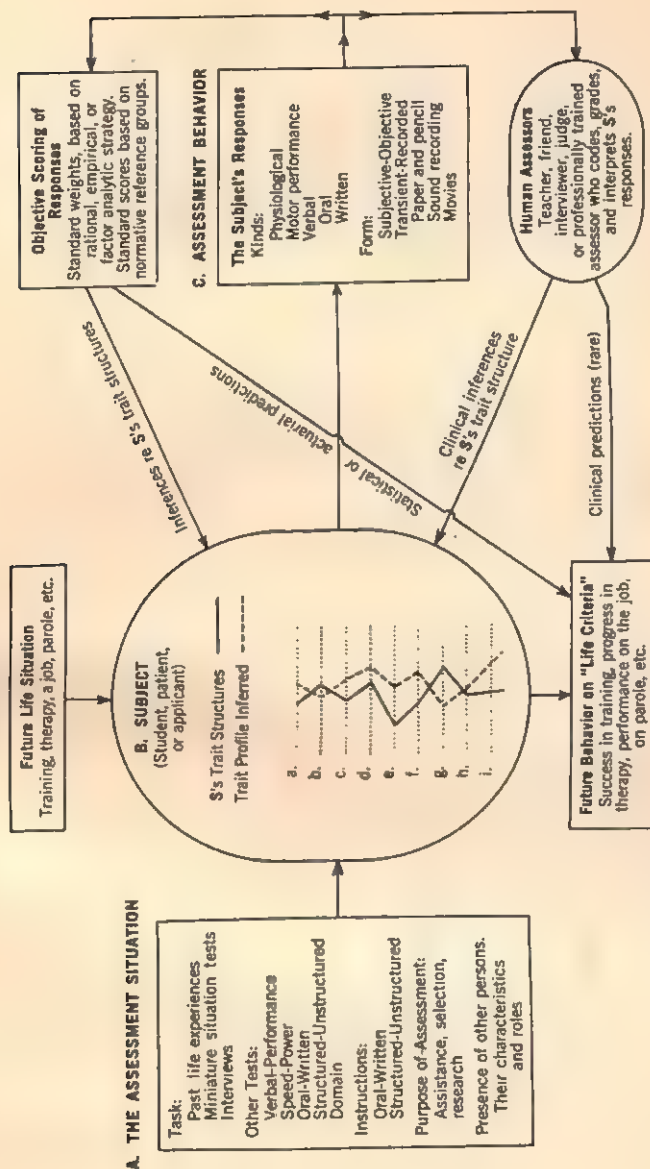 A. THE ASSESSMENT SITUATION
Task:
Past life experiences
Miniature situation tests
Interviews
Other Tests:
Verbal-Performance
Speed-Power
Oral-Written
Structured-Unstructured
Domain
Instructions:
Oral-Written
Structured-Unstructured
Purpose of Assessment:
Assistance, selection,
research
Presence of other persons.
Their characteristics
and roles
Future Life Situation
Training, therapy, a job, parole, etc.
B. SUBJECT
(Student, patient,
or applicant)
S's Trait Structures
Trait Profile Inferred
a.
b.
c.
d.
e.
f.
g.
h.
i.
Future Behavior on "Life Criteria"
Success in training, progress in
therapy, performance on the job,
on parole, etc.
Inferences re S's trait structures
Statistical or
actuarial predictions
Clinical inferences
re S's trait structure
Clinical predictions (rare)
Objective Scoring of
Responses
Standard weights, based on
rational, empirical, or
factor analytic strategy.
Standard scores based on
normative reference groups.
C. ASSESSMENT BEHAVIOR
The Subject's Responses
Kinds:
Physiological
Motor performance
Verbal
Oral
Written
Form:
Subjective-Objective
Transient-Recorded
Paper and pencil
Sound recording
Movies
Human Assessors
Teacher, friend,
interviewer, judge,
or professionally trained
assessor who codes, grades,
and interprets S's
responses.